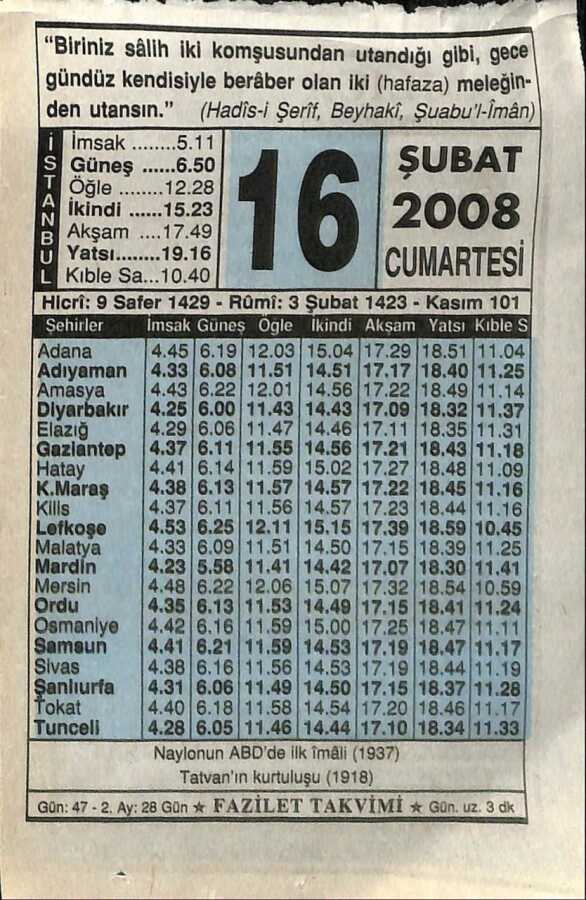 “Biriniz sâlih iki komşusundan utandığı gibi, gece
gündüz kendisiyle berâber olan iki (hafaza) meleğin-
den utansın.” (Hadîs-i Şerîf, Beyhakî, Şuabu'l-Îmân)
İSTANBUL
İmsak ........5.11
Güneş ......6.50
Öğle ........12.28
İkindi ......15.23
Akşam ....17.49
Yatsı........19.16
Kıble Sa...10.40
16
ŞUBAT
2008
CUMARTESİ
Hicrî: 9 Safer 1429 - Rûmî: 3 Şubat 1423 - Kasım 101
Şehirler İmsak Güneş Öğle İkindi Akşam Yatsı Kıble S
Adana 4.45 6.19 12.03 15.04 17.29 18.51 11.04
Adıyaman 4.33 6.08 11.51 14.51 17.17 18.40 11.25
Amasya 4.43 6.22 12.01 14.56 17.22 18.49 11.14
Diyarbakır 4.25 6.00 11.43 14.43 17.09 18.32 11.37
Elazığ 4.29 6.06 11.47 14.46 17.11 18.35 11.31
Gaziantep 4.37 6.11 11.55 14.56 17.21 18.43 11.18
Hatay 4.41 6.14 11.59 15.02 17.27 18.48 11.09
K.Maraş 4.38 6.13 11.57 14.57 17.22 18.45 11.16
Kilis 4.37 6.11 11.56 14.57 17.23 18.44 11.16
Lefkoşe 4.53 6.25 12.11 15.15 17.39 18.59 10.45
Malatya 4.33 6.09 11.51 14.50 17.15 18.39 11.25
Mardin 4.23 5.58 11.41 14.42 17.07 18.30 11.41
Mersin 4.48 6.22 12.06 15.07 17.32 18.54 10.59
Ordu 4.35 6.13 11.53 14.49 17.15 18.41 11.24
Osmaniye 4.42 6.16 11.59 15.00 17.25 18.47 11.11
Samsun 4.41 6.21 11.59 14.53 17.19 18.47 11.17
Sivas 4.38 6.16 11.56 14.53 17.19 18.44 11.19
Şanlıurfa 4.31 6.06 11.49 14.50 17.15 18.37 11.28
Tokat 4.40 6.18 11.58 14.54 17.20 18.46 11.17
Tunceli 4.28 6.05 11.46 14.44 17.10 18.34 11.33
Naylonun ABD'de ilk îmâli (1937)
Tatvan'ın kurtuluşu (1918)
Gün: 47 - 2. Ay: 28 Gün ★ FAZİLET TAKVİMİ ★ Gün. uz. 3 dk